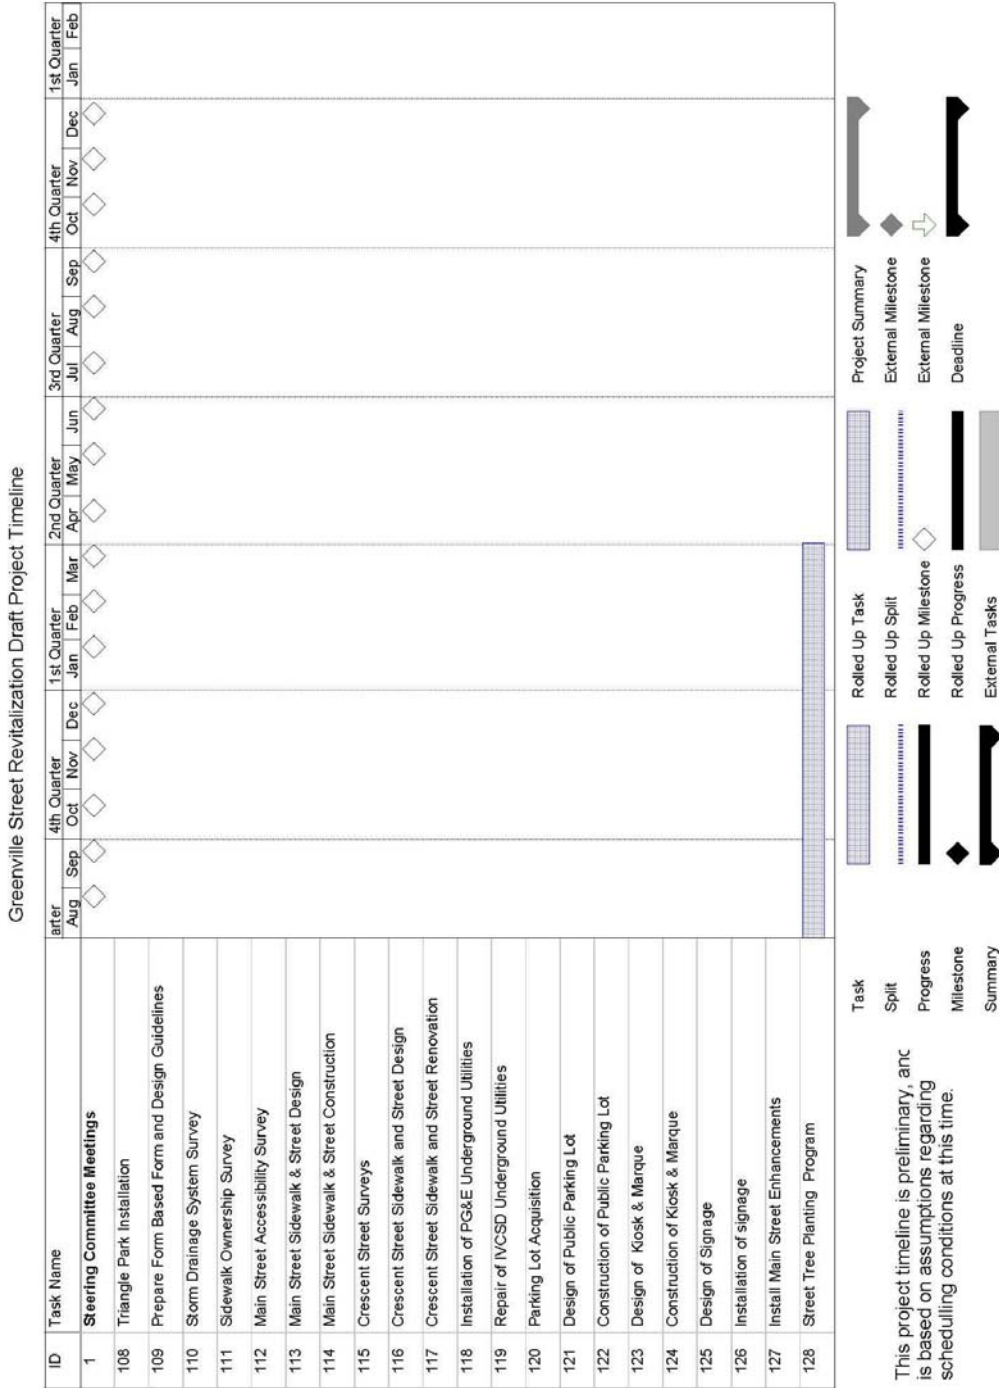 Greenville Street Revitalization Draft Project Timeline
ID Task Name arter 4th Quarter 1st Quarter 2nd Quarter 3rd Quarter 4th Quarter 1st Quarter
Aug Sep Oct Nov Dec Jan Feb Mar Apr May Jun Jul Aug Sep Oct Nov Dec Jan Feb
1 Steering Committee Meetings
108 Triangle Park Installation
109 Prepare Form Based Form and Design Guidelines
110 Storm Drainage System Survey
111 Sidewalk Ownership Survey
112 Main Street Accessibility Survey
113 Main Street Sidewalk & Street Design
114 Main Street Sidewalk & Street Construction
115 Crescent Street Surveys
116 Crescent Street Sidewalk and Street Design
117 Crescent Street Sidewalk and Street Renovation
118 Installation of PG&E Underground Utilities
119 Repair of IVCSD Underground Utilities
120 Parking Lot Acquisition
121 Design of Public Parking Lot
122 Construction of Public Parking Lot
123 Design of Kiosk & Marque
124 Construction of Kiosk & Marque
125 Design of Signage
126 Installation of signage
127 Install Main Street Enhancements
128 Street Tree Planting Program
This project timeline is preliminary, anc
is based on assumptions regarding
schedulling conditions at this time.
Task Rolled Up Task Project Summary
Split Rolled Up Split External Milestone
Progress Rolled Up Milestone External Milestone
Milestone Rolled Up Progress Deadline
Summary External Tasks